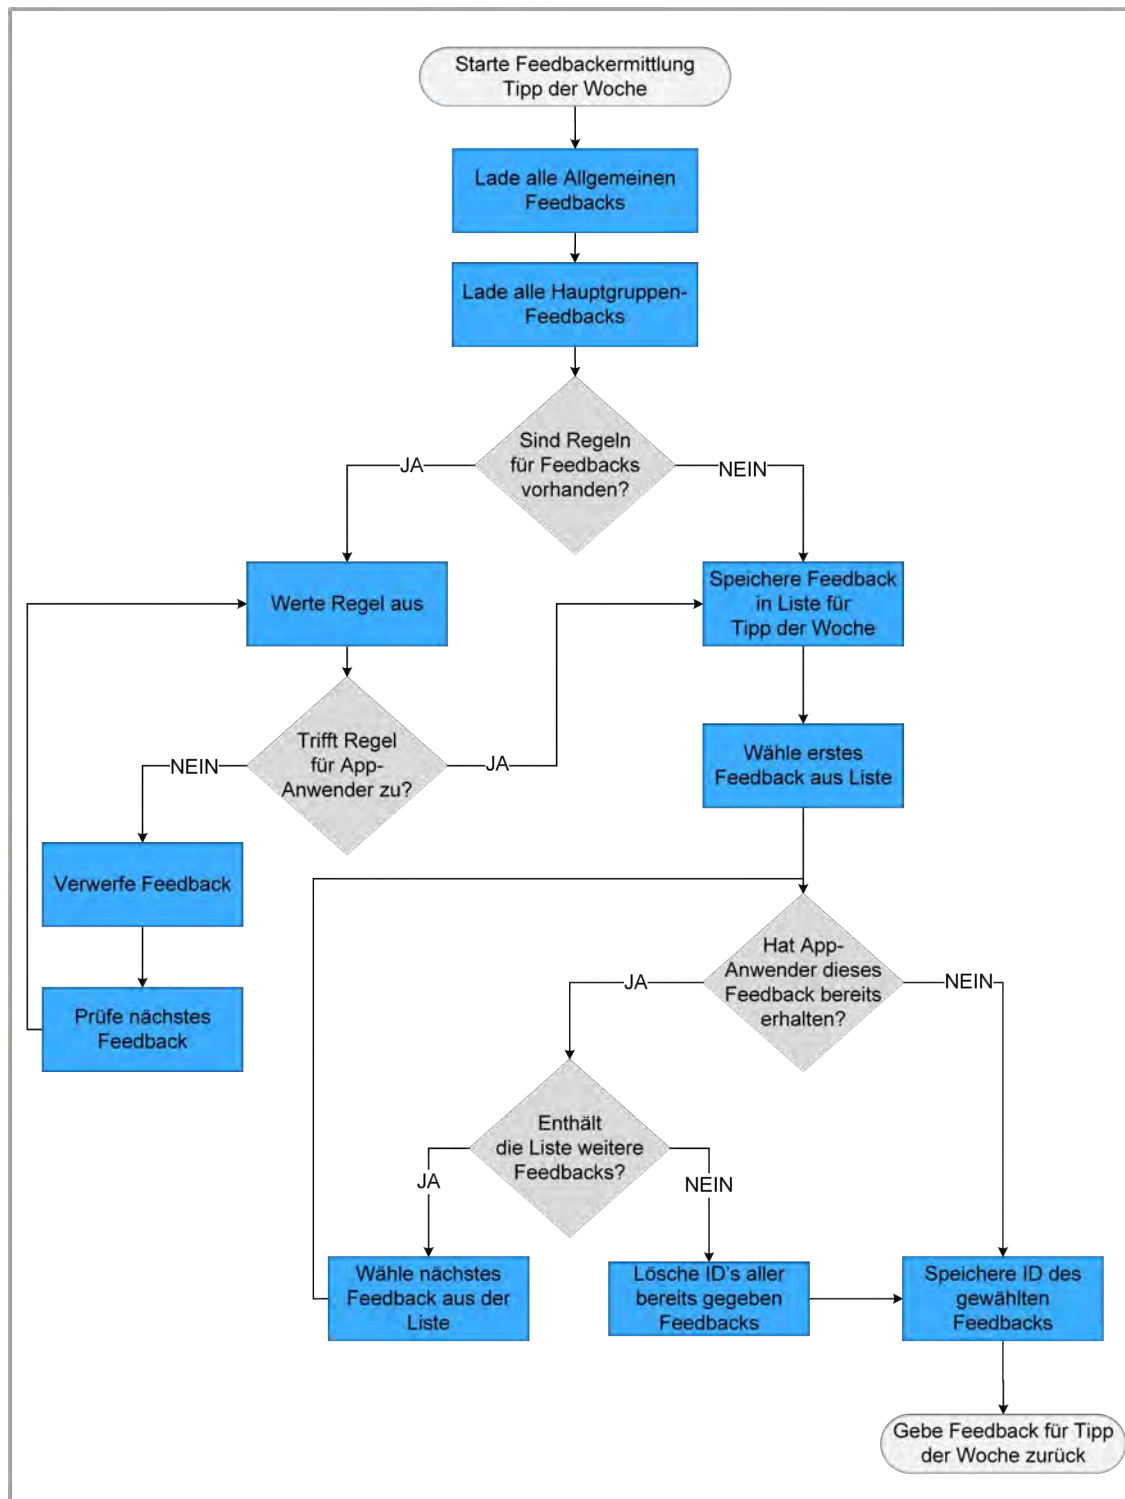 Starte Feedbackermittlung
Tipp der Woche
Lade alle Allgemeinen
Feedbacks
Lade alle Hauptgruppen-
Feedbacks
Sind Regeln
für Feedbacks
vorhanden?
JA
NEIN
Werte Regel aus
Speichere Feedback
in Liste für
Tipp der Woche
Trifft Regel
für App-
Anwender zu?
NEIN
JA
Wähle erstes
Feedback aus Liste
Verwerfe Feedback
Prüfe nächstes
Feedback
Hat App-
Anwender dieses
Feedback bereits
erhalten?
JA
NEIN
Enthält
die Liste weitere
Feedbacks?
JA
NEIN
Wähle nächstes
Feedback aus der
Liste
Lösche ID's aller
bereits gegeben
Feedbacks
Speichere ID des
gewählten
Feedbacks
Gebe Feedback für Tipp
der Woche zurück